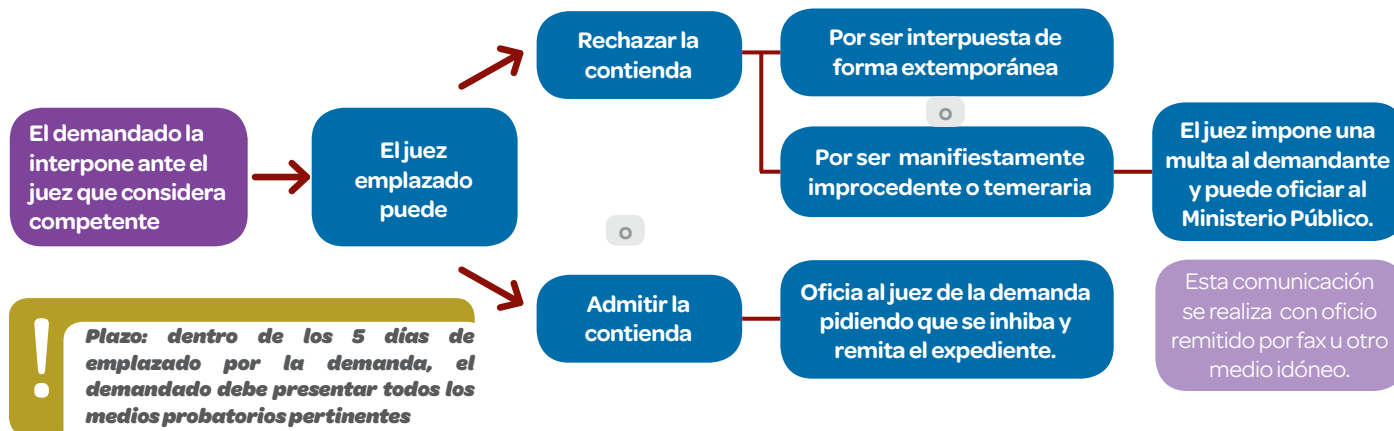 El demandado la
interpone ante el
juez que considera
competente
El juez
emplazado
puede
Rechazar la
contienda
Por ser interpuesta de
forma extemporánea
o
Por ser manifiestamente
improcedente o temeraria
El juez impone una
multa al demandante
y puede oficiar al
Ministerio Público.
o
Admitir la
contienda
Oficia al juez de la demanda
pidiendo que se inhiba y
remita el expediente.
Esta comunicación
se realiza con oficio
remitido por fax u otro
medio idóneo.
!
Plazo: dentro de los 5 días de
emplazado por la demanda, el
demandado debe presentar todos los
medios probatorios pertinentes